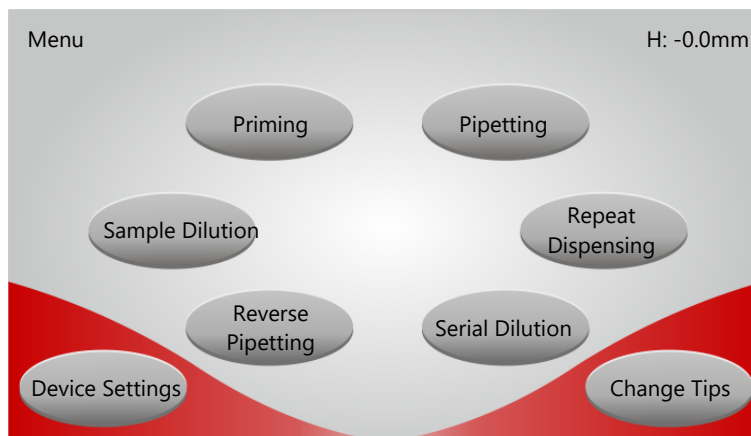 Menu
H: -0.0mm
Priming
Pipetting
Sample Dilution
Repeat
Dispensing
Reverse
Pipetting
Serial Dilution
Device Settings
Change Tips